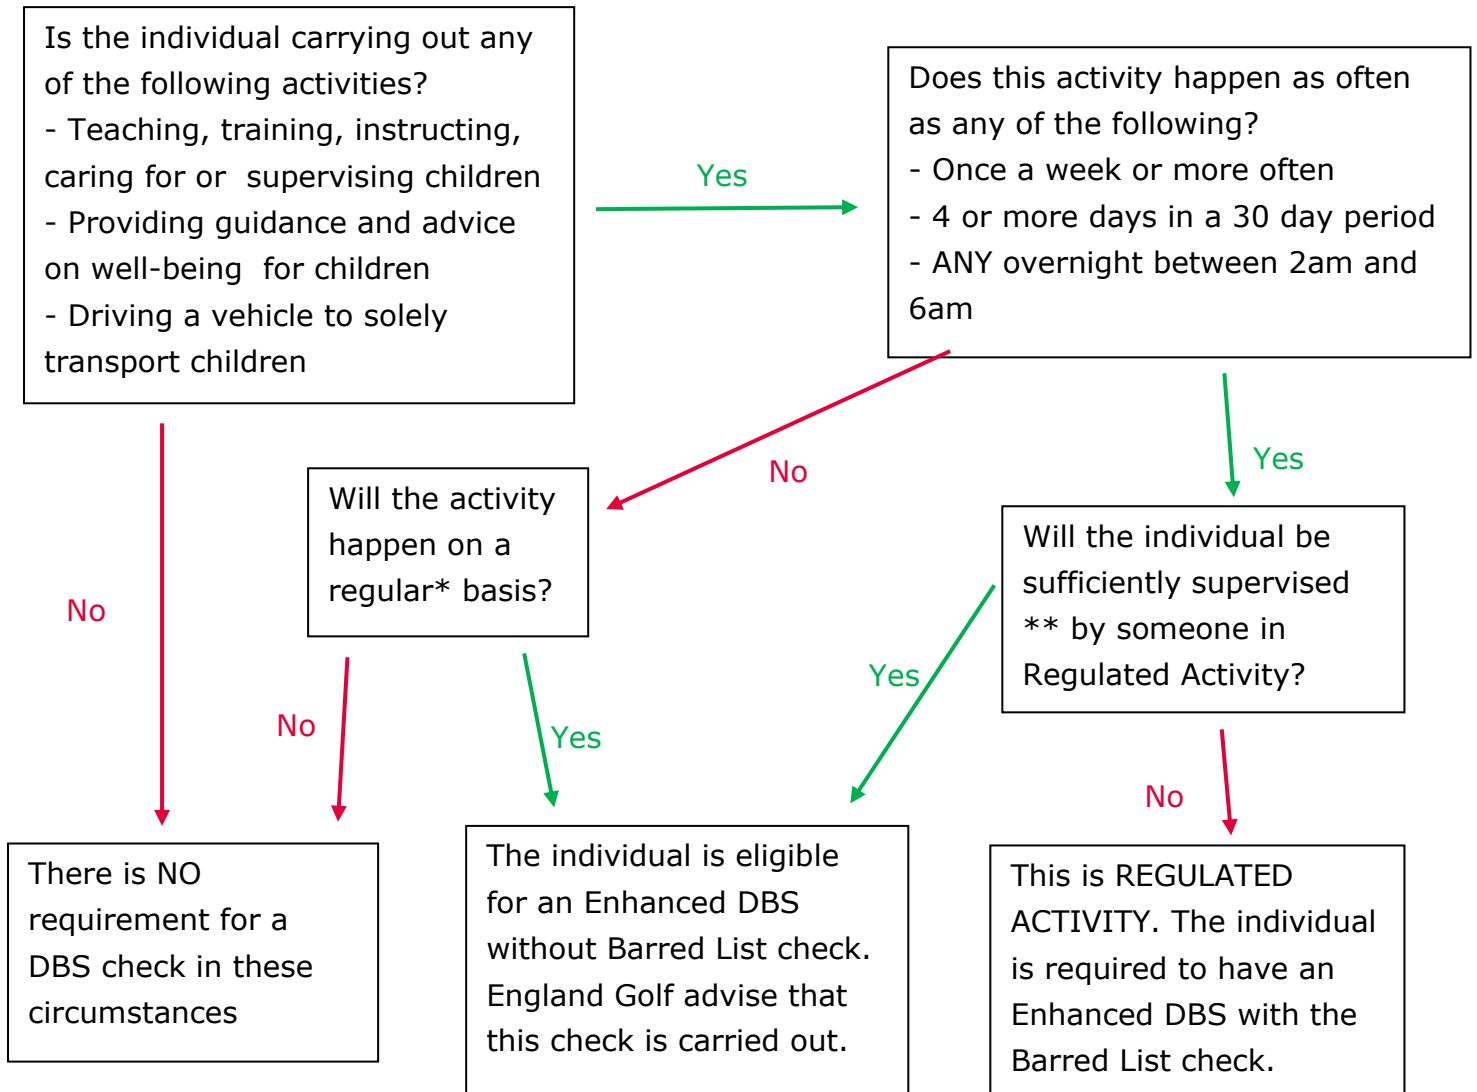 Is the individual carrying out any
of the following activities?
- Teaching, training, instructing,
caring for or  supervising children
- Providing guidance and advice
on well-being  for children
- Driving a vehicle to solely
transport children
Yes
Does this activity happen as often
as any of the following?
- Once a week or more often
- 4 or more days in a 30 day period
- ANY overnight between 2am and
6am
No
No
Yes
Will the activity
happen on a
regular* basis?
Will the individual be
sufficiently supervised
** by someone in
Regulated Activity?
No
Yes
Yes
No
There is NO
requirement for a
DBS check in these
circumstances
The individual is eligible
for an Enhanced DBS
without Barred List check.
England Golf advise that
this check is carried out.
This is REGULATED
ACTIVITY. The individual
is required to have an
Enhanced DBS with the
Barred List check.